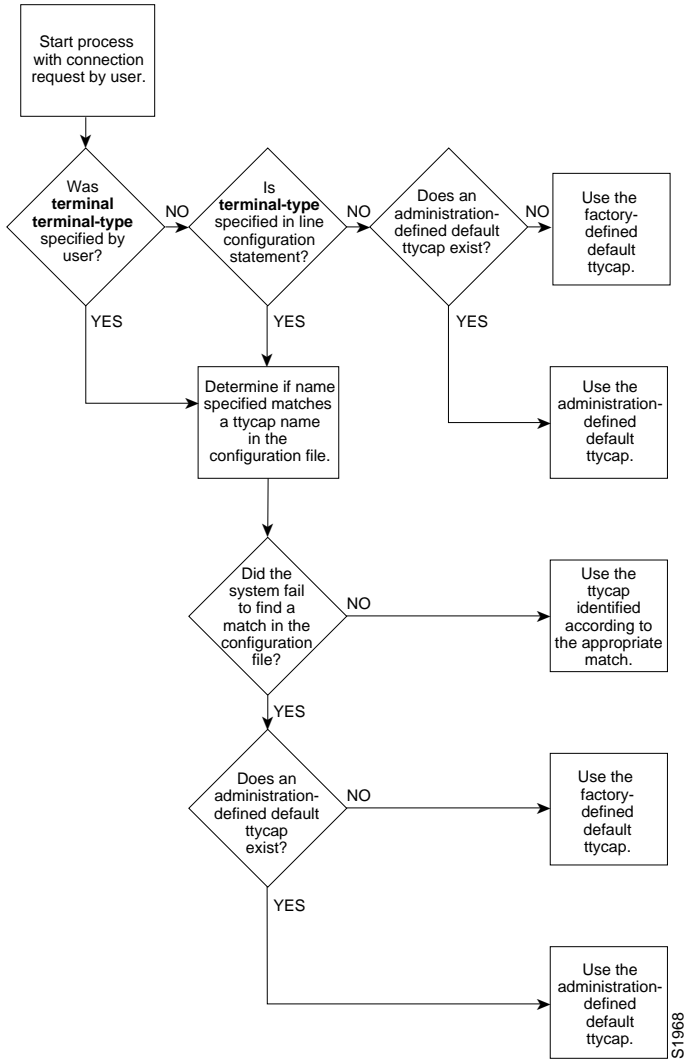 Start process
with connection
request by user.
Was
terminal
terminal-type
specified by
user?
NO
Is
terminal-type
specified in line
configuration
statement?
NO
Does an
administration-
defined default
ttycap exist?
NO
Use the
factory-
defined
default
ttycap.
YES
YES
YES
Determine if name
specified matches
a ttycap name
in the
configuration file.
Use the
administration-
defined
default
ttycap.
Did the
system fail
to find a
match in the
configuration
file?
NO
Use the
ttycap
identified
according to
the appropriate
match.
YES
Does an
administration-
defined default
ttycap
exist?
NO
Use the
factory-
defined
default
ttycap.
YES
Use the
administration-
defined
default
ttycap.
S1968